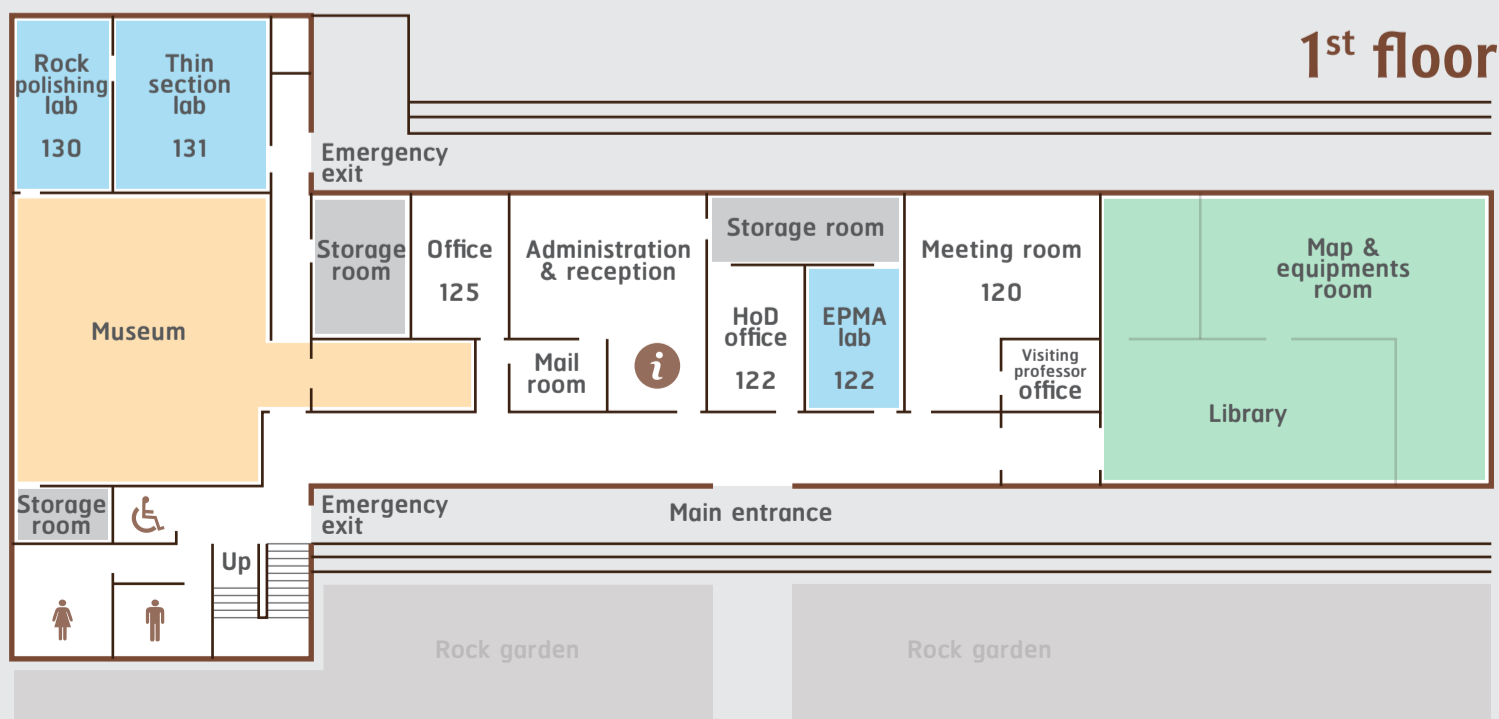 1st floor
Rock
polishing
lab
130
Thin
section
lab
131
Emergency
exit
Storage
room
Office
125
Administration
& reception
Storage room
Meeting room
120
Map &
equipments
room
Museum
Mail
room
i
HoD
office
122
EPMA
lab
122
Visiting
professor
office
Library
Storage
room
Emergency
exit
Main entrance
Up
Rock garden
Rock garden